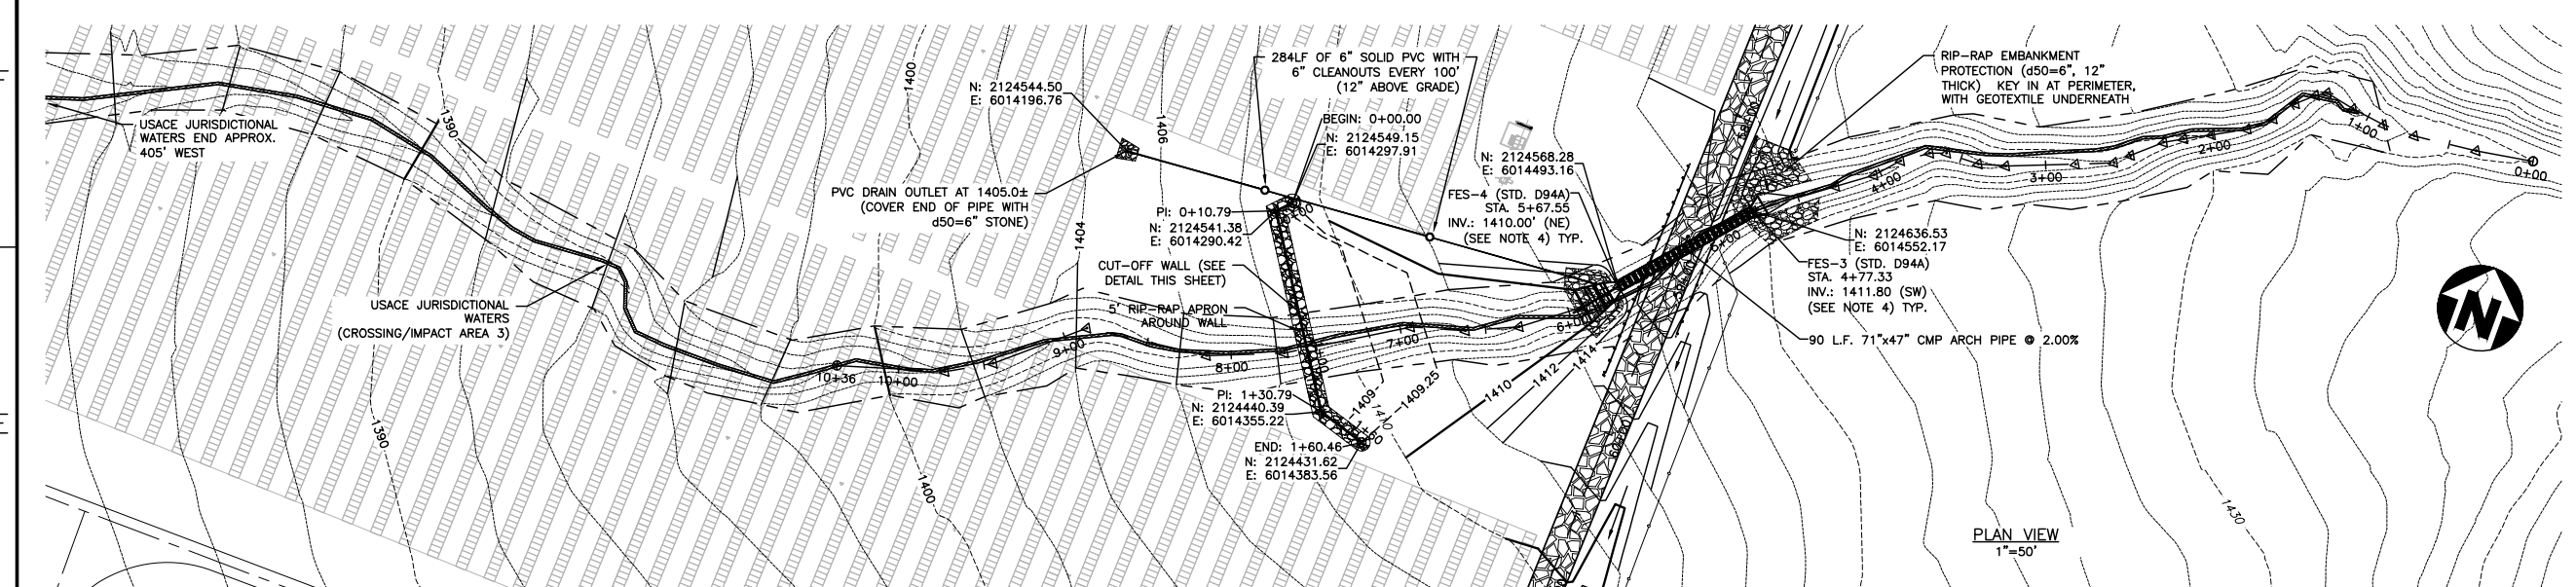 USACE JURISDICTIONAL
WATERS END APPROX.
405' WEST
1390
1390
USACE JURISDICTIONAL
WATERS
(CROSSING/IMPACT AREA 3)
1400
1400
N: 2124544.50
E: 6014196.76
PVC DRAIN OUTLET AT 1405.0±
(COVER END OF PIPE WITH
d50=6" STONE)
1404
1406
284LF OF 6" SOLID PVC WITH
6" CLEANOUTS EVERY 100'
(12" ABOVE GRADE)
BEGIN: 0+00.00
N: 2124549.15
E: 6014297.91
PI: 0+10.79
N: 2124541.38
E: 6014290.42
CUT-OFF WALL (SEE
DETAIL THIS SHEET)
5' RIP-RAP APRON
AROUND WALL
PI: 1+30.79
N: 2124440.39
E: 6014355.22
END: 1+60.46
N: 2124431.62
E: 6014383.56
1409
1409.25
1410
1410
1412
1414
N: 2124568.28
E: 6014493.16
FES-4 (STD. D94A)
STA. 5+67.55
INV.: 1410.00' (NE)
(SEE NOTE 4) TYP.
RIP-RAP EMBANKMENT
PROTECTION (d50=6", 12"
THICK) KEY IN AT PERIMETER,
WITH GEOTEXTILE UNDERNEATH
N: 2124636.53
E: 6014552.17
FES-3 (STD. D94A)
STA. 4+77.33
INV.: 1411.80 (SW)
(SEE NOTE 4) TYP.
90 L.F. 71"x47" CMP ARCH PIPE @ 2.00%
0+00
1+00
2+00
3+00
4+00
6+00
7+00
8+00
9+00
10+00
10+36
1430
N
PLAN VIEW
1"=50'